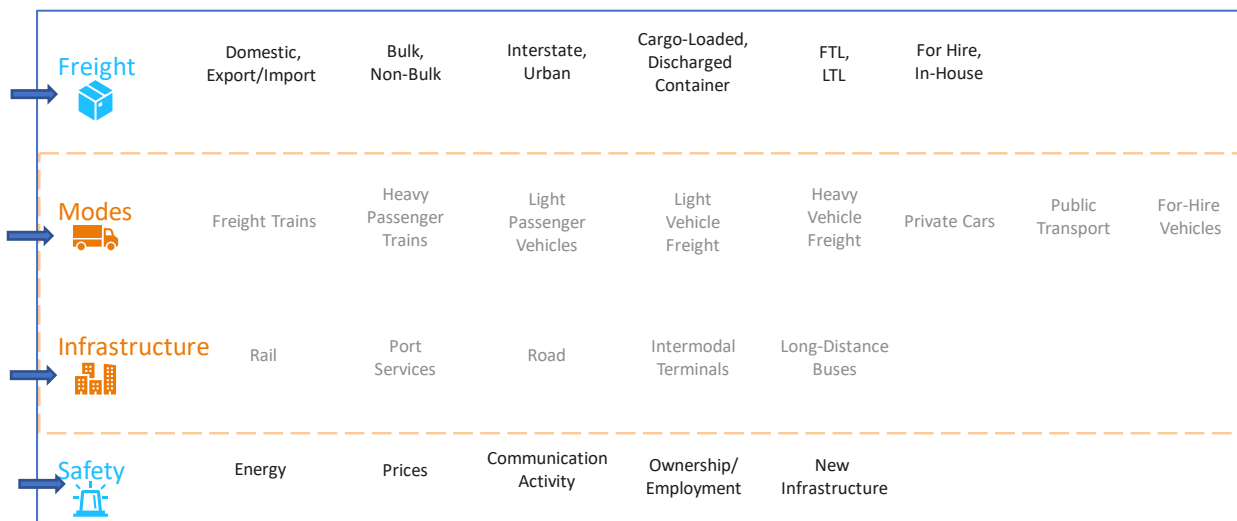 Freight
Domestic,
Export/Import
Bulk,
Non-Bulk
Interstate,
Urban
Cargo-Loaded,
Discharged
Container
FTL,
LTL
For Hire,
In-House
Modes
Freight Trains
Heavy
Passenger
Trains
Light
Passenger
Vehicles
Light
Vehicle
Freight
Heavy
Vehicle
Freight
Private Cars
Public
Transport
For-Hire
Vehicles
Infrastructure
Rail
Port
Services
Road
Intermodal
Terminals
Long-Distance
Buses
Safety
Energy
Prices
Communication
Activity
Ownership/
Employment
New
Infrastructure